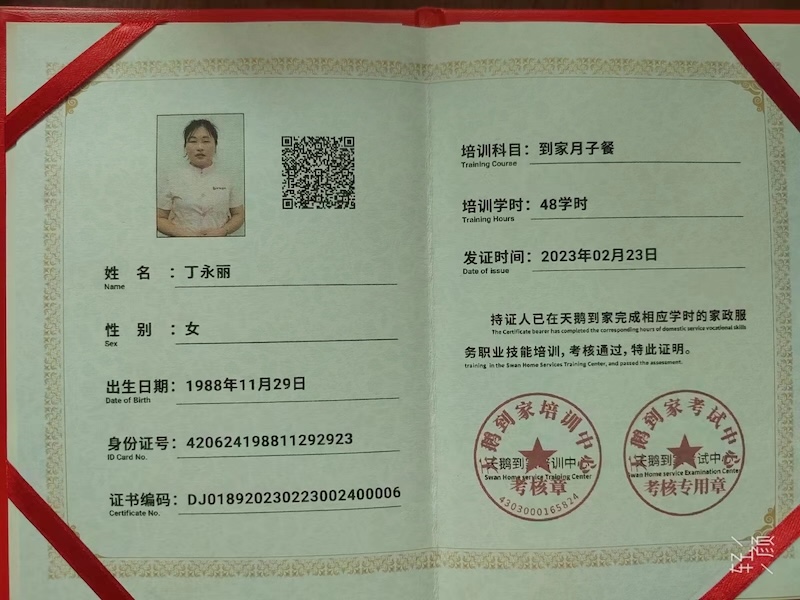 姓 名 ：丁永丽
Name
性 别 ：女
Sex
出生日期：1988年11月29日
Date of Birth
身份证号：420624198811292923
ID Card No.
证书编码：DJ018920230223002400006
Certificate No.
培训科目：到家月子餐
Training Course
培训学时：48学时
Training Hours
发证时间：2023年02月23日
Date of issue
持证人已在天鹅到家完成相应学时的家政服
The Certificate bearer has completed the corresponding hours of domestic service vocational skills
务职业技能培训，考核通过，特此证明。
training in the Swan Home Services Training Center, and passed the assessment.
天鹅到家培训中心
天鹅到家培训中心
Swan Home service Training Center
考核章
4303000165824
天鹅到家考试中心
天鹅到家考试中心
Swan Home service Examination Center
考核专用章
轻颜